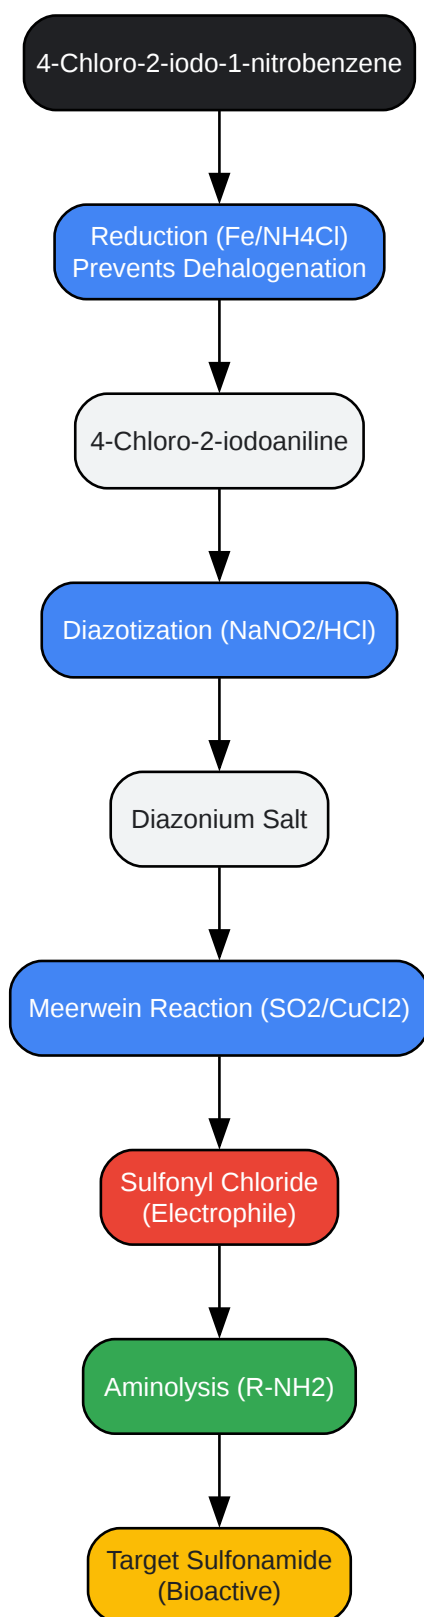 4-Chloro-2-iodo-1-nitrobenzene
Reduction (Fe/NH4Cl)
Prevents Dehalogenation
4-Chloro-2-iodoaniline
Diazotization (NaNO2/HCl)
Diazonium Salt
Meerwein Reaction (SO2/CuCl2)
Sulfonyl Chloride
(Electrophile)
Aminolysis (R-NH2)
Target Sulfonamide
(Bioactive)